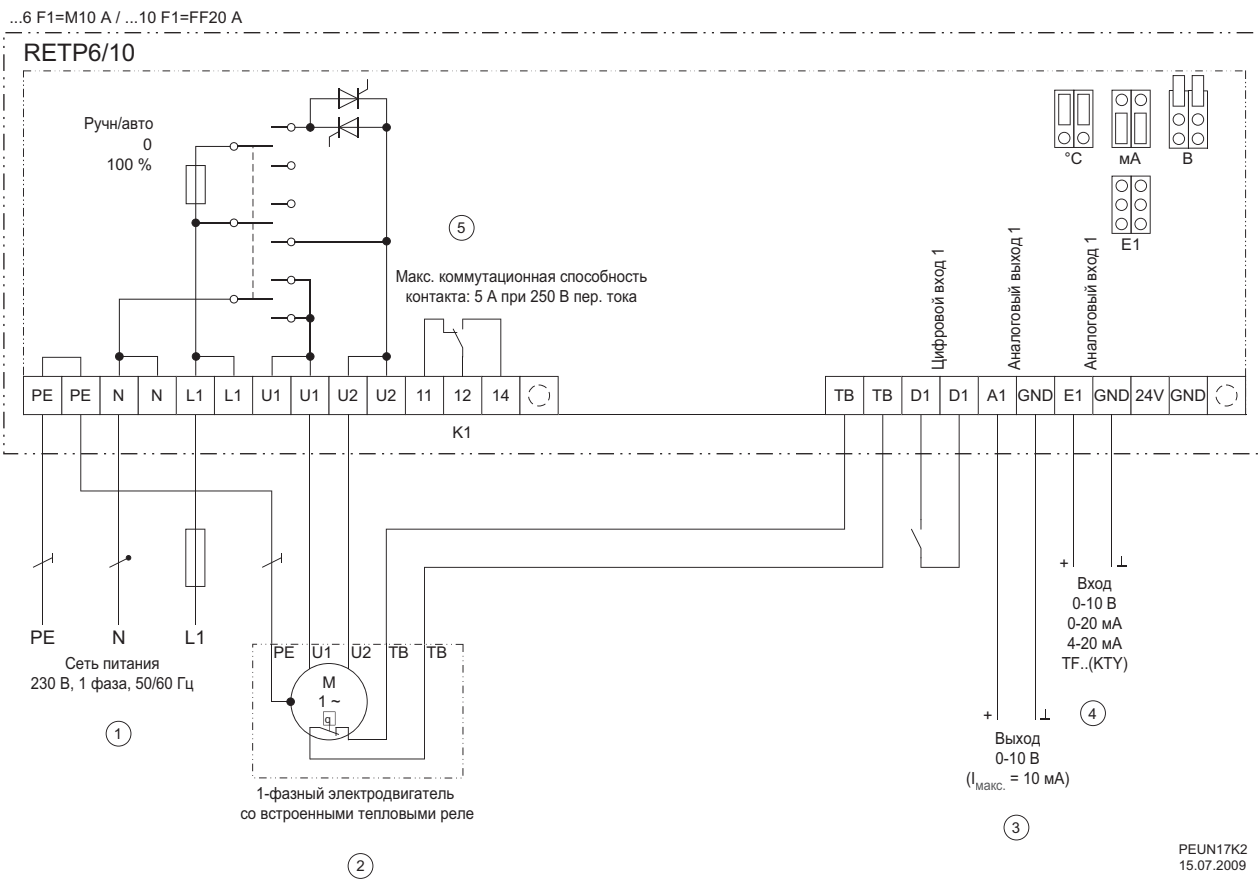 ...6 F1=M10 A / ...10 F1=FF20 A
RETP6/10
Ручн/авто
0
100 %
°C
мА
В
E1
5
Макс. коммутационная способность
контакта: 5 А при 250 В пер. тока
Цифровой вход 1
Аналоговый выход 1
Аналоговый вход 1
PE PE N N L1 L1 U1 U1 U2 U2 11 12 14
TB TB D1 D1 A1 GND E1 GND 24V GND
K1
PE N L1
Сеть питания
230 В, 1 фаза, 50/60 Гц
1
PE U1 U2 TB TB
M
1 ~
q
1-фазный электродвигатель
со встроенными тепловыми реле
2
+ ⊥
Вход
0-10 В
0-20 мА
4-20 мА
TF..(KTY)
4
+ ⊥
Выход
0-10 В
(Iмакс. = 10 мА)
3
PEUN17K2
15.07.2009